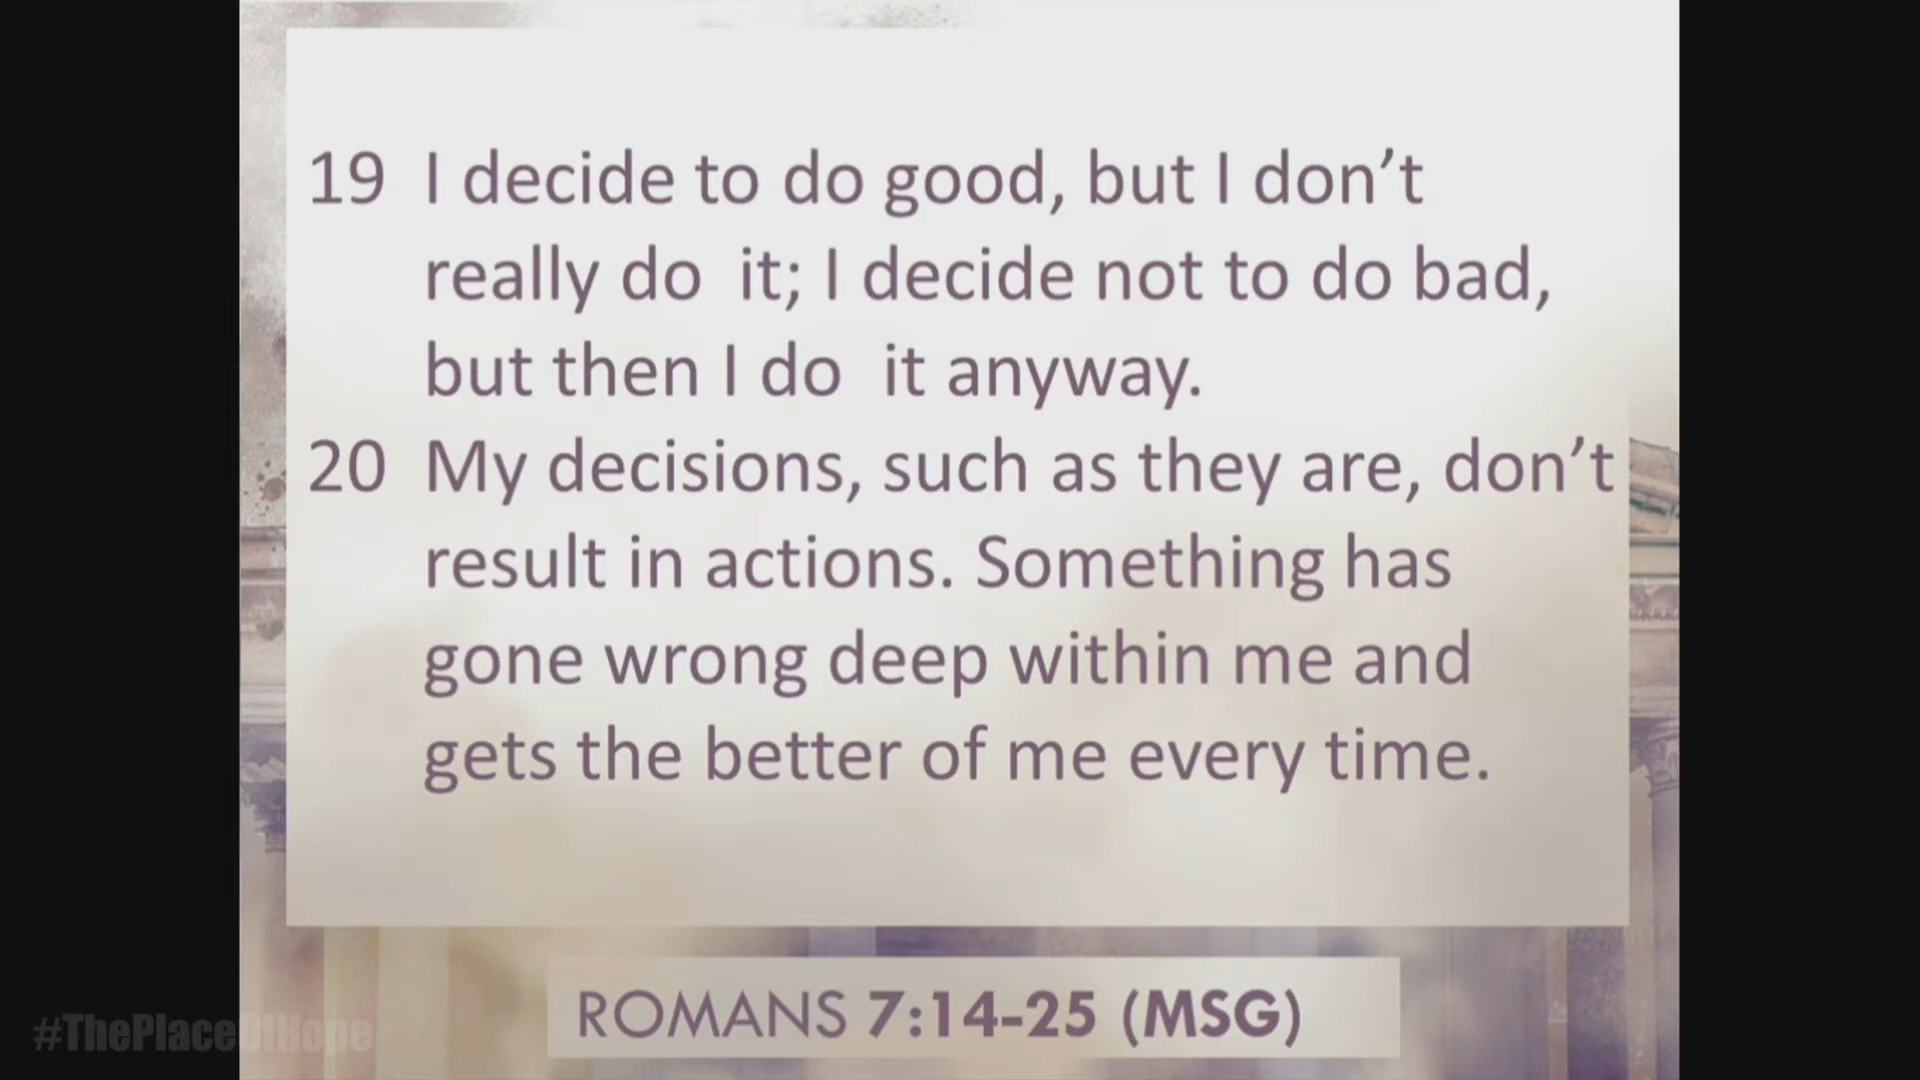 19 I decide to do good, but I don’t
really do it; I decide not to do bad,
but then I do it anyway.
20 My decisions, such as they are, don’t
result in actions. Something has
gone wrong deep within me and
gets the better of me every time.
ROMANS 7:14-25 (MSG)
#ThePlaceOfHope